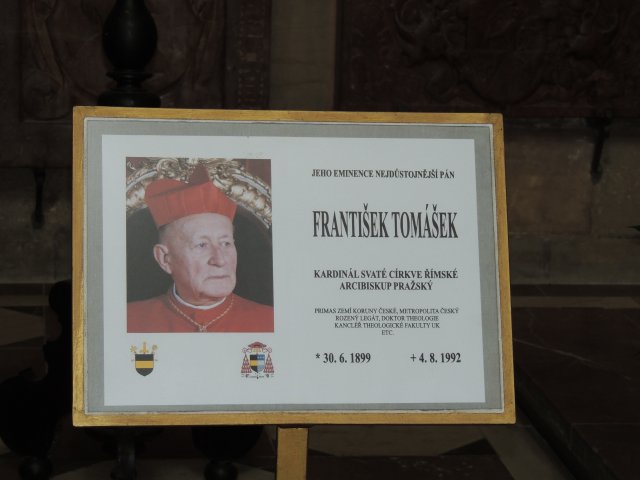 JEHO EMINENCE NEJDŮSTOJNĚJŠÍ PÁN
FRANTIŠEK TOMÁŠEK
KARDINÁL SVATÉ CÍRKVE ŘÍMSKÉ
ARCIBISKUP PRAŽSKÝ
PRIMAS ZEMÍ KORUNY ČESKÉ, METROPOLITA ČESKÝ
ROZENÝ LEGÁT, DOKTOR THEOLOGIE
KANCLÉŘ THEOLOGICKÉ FAKULTY UK
ETC.
* 30. 6. 1899 + 4. 8. 1992